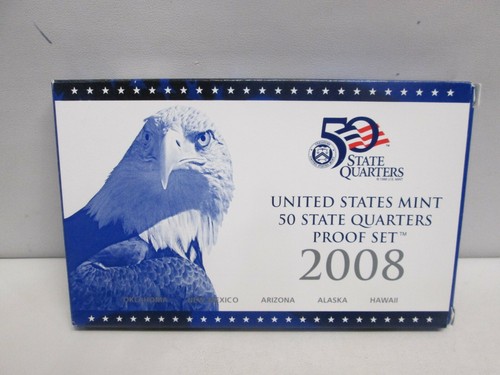 50
STATE
QUARTERS
UNITED STATES MINT
50 STATE QUARTERS
PROOF SET™
2008
OKLAHOMA NEW MEXICO ARIZONA ALASKA HAWAII